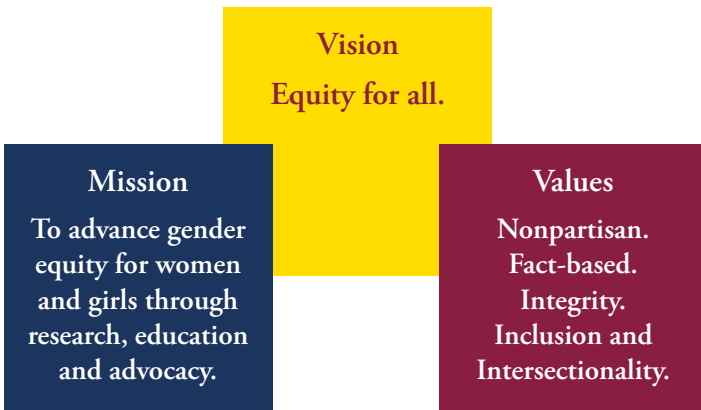 Vision
Equity for all.
Mission
To advance gender
equity for women
and girls through
research, education
and advocacy.
Values
Nonpartisan.
Fact-based.
Integrity.
Inclusion and
Intersectionality.